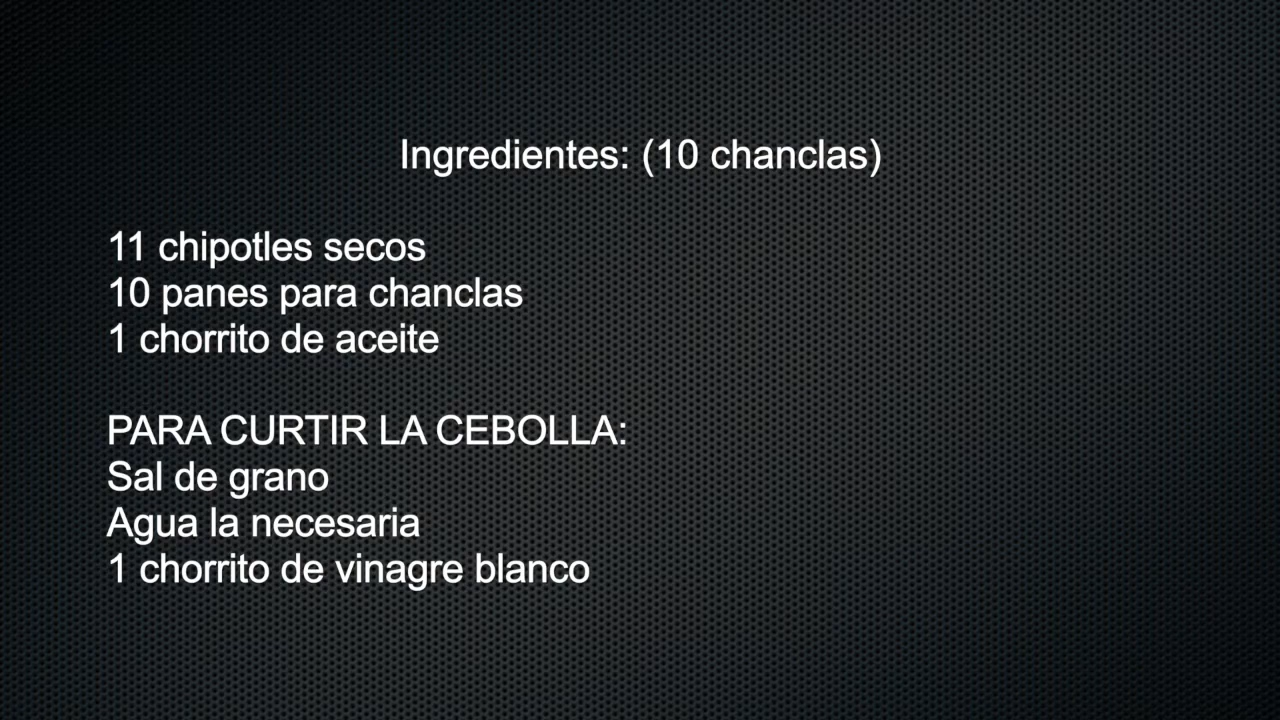 Ingredientes: (10 chanclas)
11 chipotles secos
10 panes para chanclas
1 chorrito de aceite
PARA CURTIR LA CEBOLLA:
Sal de grano
Agua la necesaria
1 chorrito de vinagre blanco